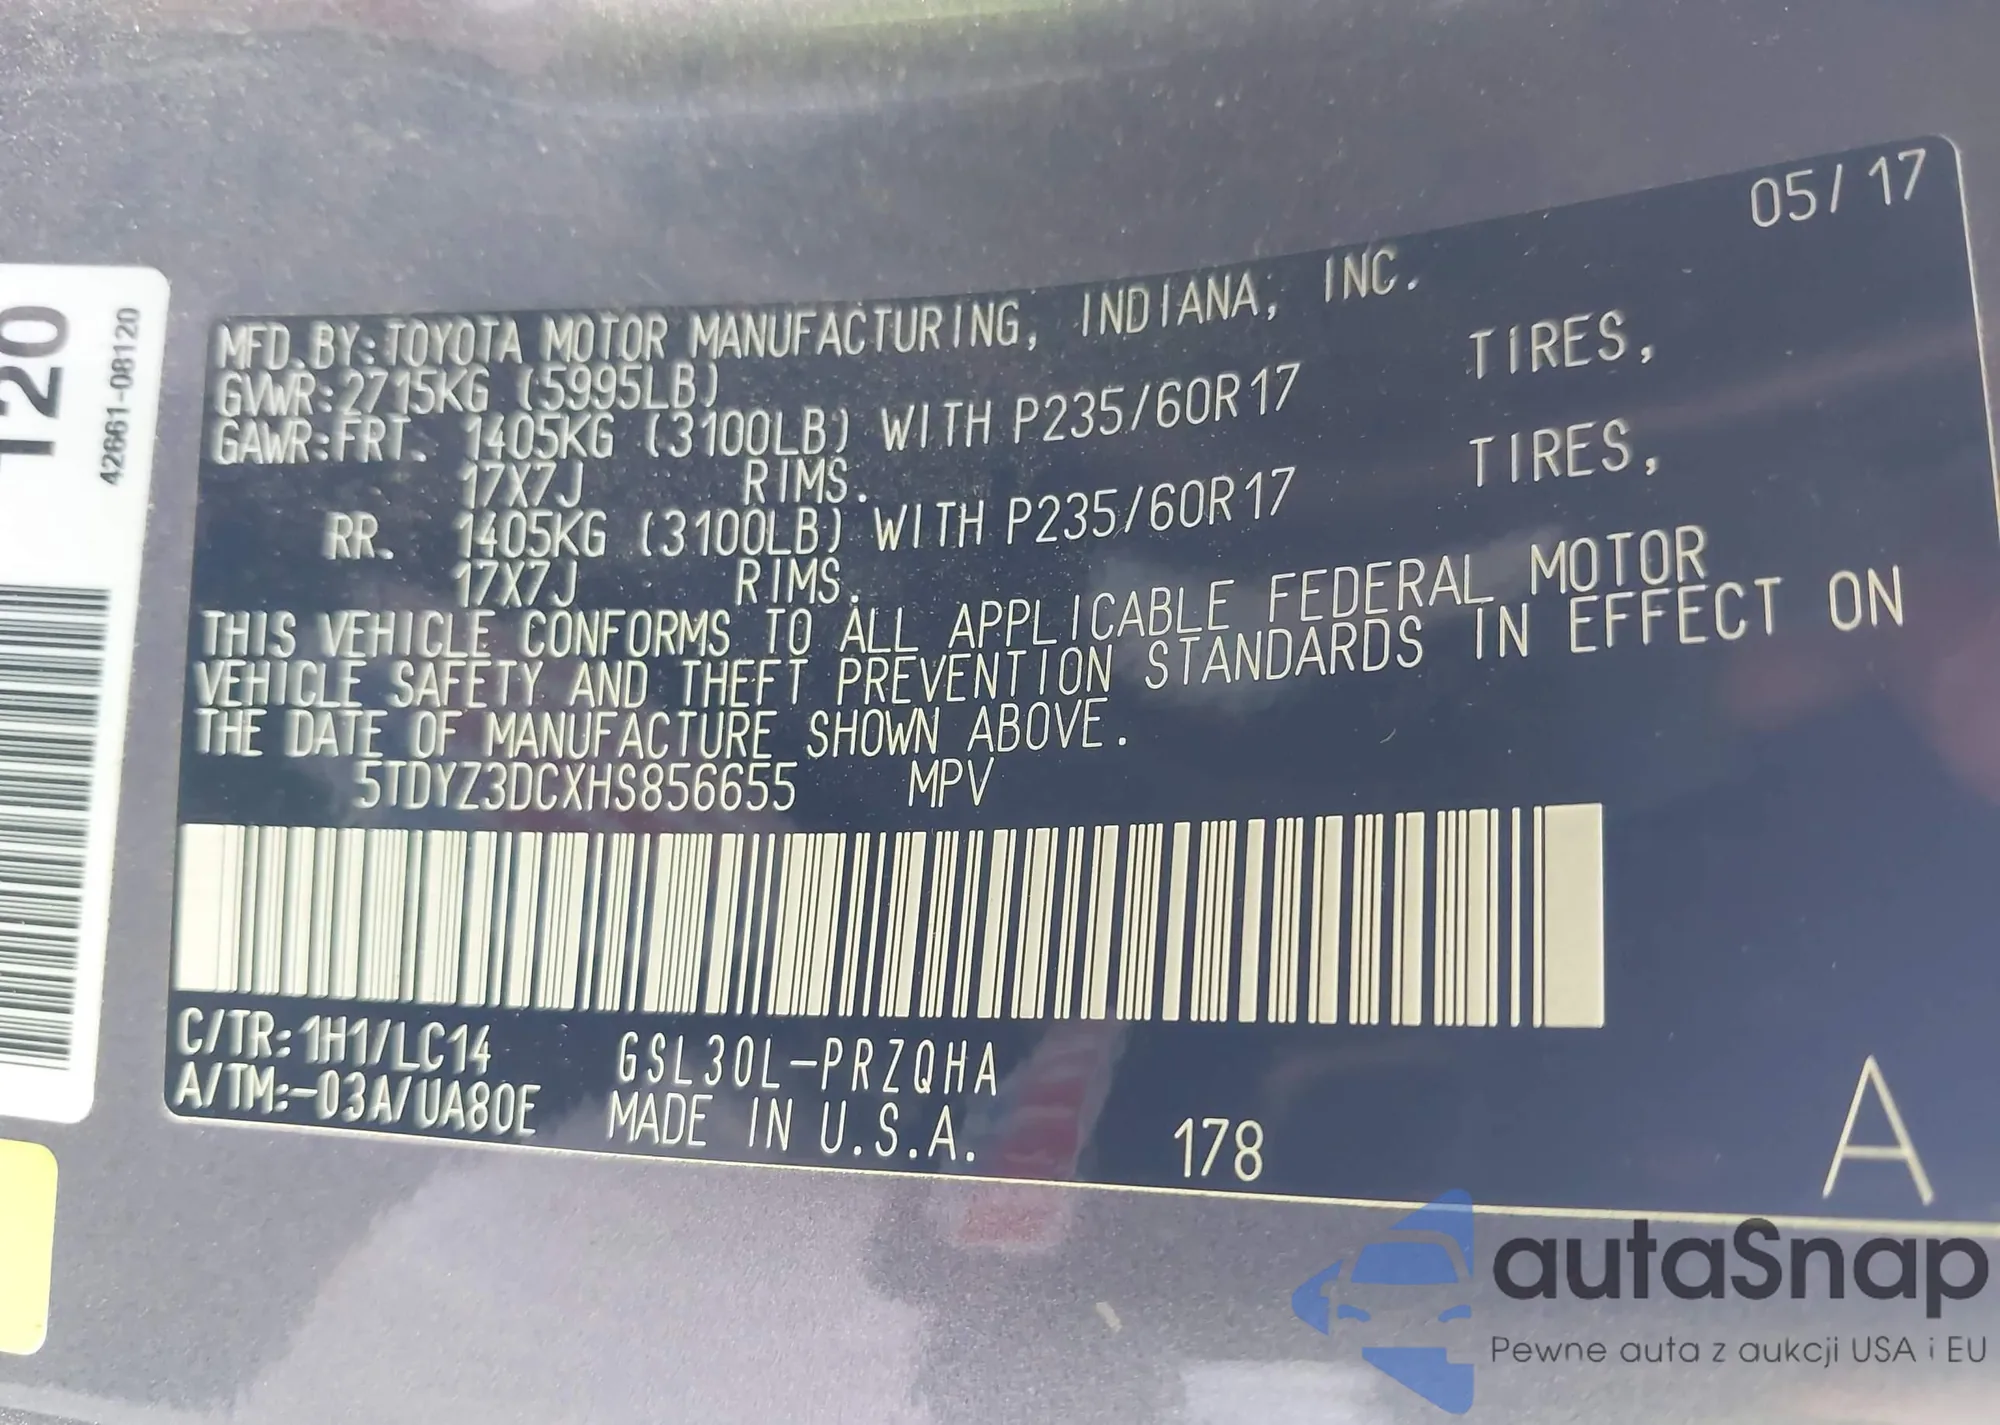 05/17
MFD.BY:TOYOTA MOTOR MANUFACTURING, INDIANA, INC.
GVWR:2715KG (5995LB)
GAWR:FRT. 1405KG (3100LB) WITH P235/60R17 TIRES,
17X7J RIMS.
RR. 1405KG (3100LB) WITH P235/60R17 TIRES,
17X7J RIMS.
THIS VEHICLE CONFORMS TO ALL APPLICABLE FEDERAL MOTOR
VEHICLE SAFETY AND THEFT PREVENTION STANDARDS IN EFFECT ON
THE DATE OF MANUFACTURE SHOWN ABOVE.
5TDYZ3DCXHS856655 MPV
C/TR:1H1/LC14 GSL30L-PRZQHA
A/TM:-03A/UA80E MADE IN U.S.A. 178 A
120
42661-08120
autaSnap
Pewne auta z aukcji USA i EU